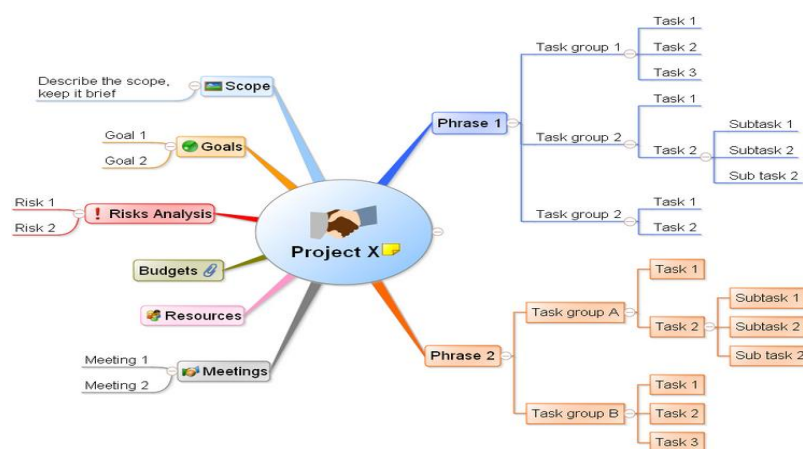 Project X
Scope
Describe the scope,
keep it brief
Goals
Goal 1
Goal 2
Risks Analysis
Risk 1
Risk 2
Budgets
Resources
Meetings
Meeting 1
Meeting 2
Phrase 1
Task group 1
Task 1
Task 2
Task 3
Task group 2
Task 1
Task 2
Subtask 1
Subtask 2
Sub task 2
Task group 2
Task 1
Task 2
Phrase 2
Task group A
Task 1
Task 2
Subtask 1
Subtask 2
Sub task 2
Task group B
Task 1
Task 2
Task 3